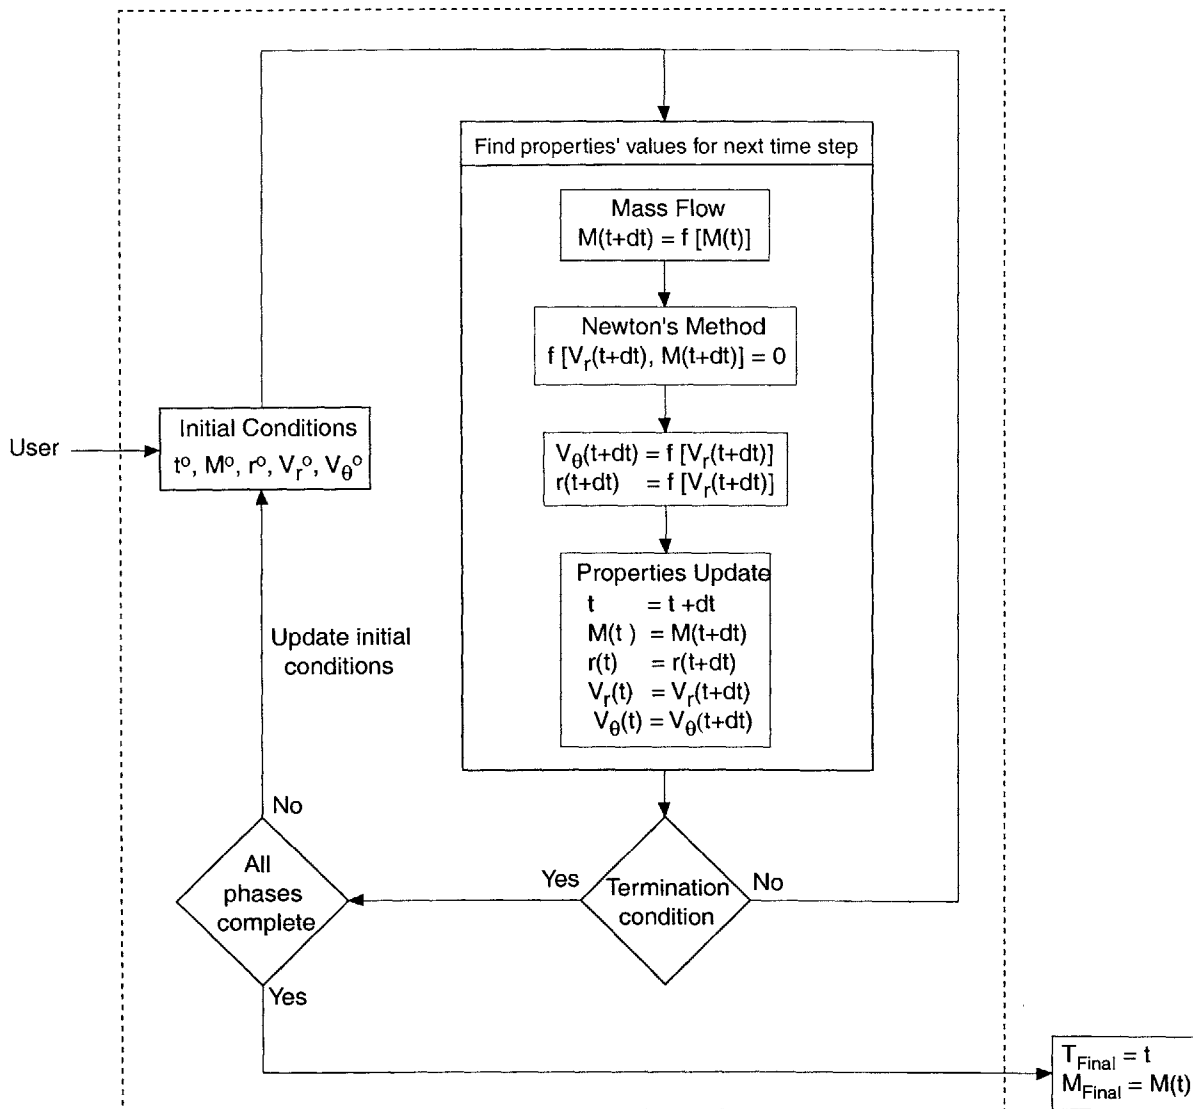 Find properties' values for next time step
Mass Flow
M(t+dt) = f [M(t)]
Newton's Method
f [Vr(t+dt), M(t+dt)] = 0
Vθ(t+dt) = f [Vr(t+dt)]
r(t+dt) = f [Vr(t+dt)]
Properties Update
t = t +dt
M(t ) = M(t+dt)
r(t) = r(t+dt)
Vr(t) = Vr(t+dt)
Vθ(t) = Vθ(t+dt)
User
Initial Conditions
tº, Mº, rº, Vrº, Vθº
Update initial
conditions
No
All
phases
complete
Yes
Yes
Termination
condition
No
TFinal = t
MFinal = M(t)